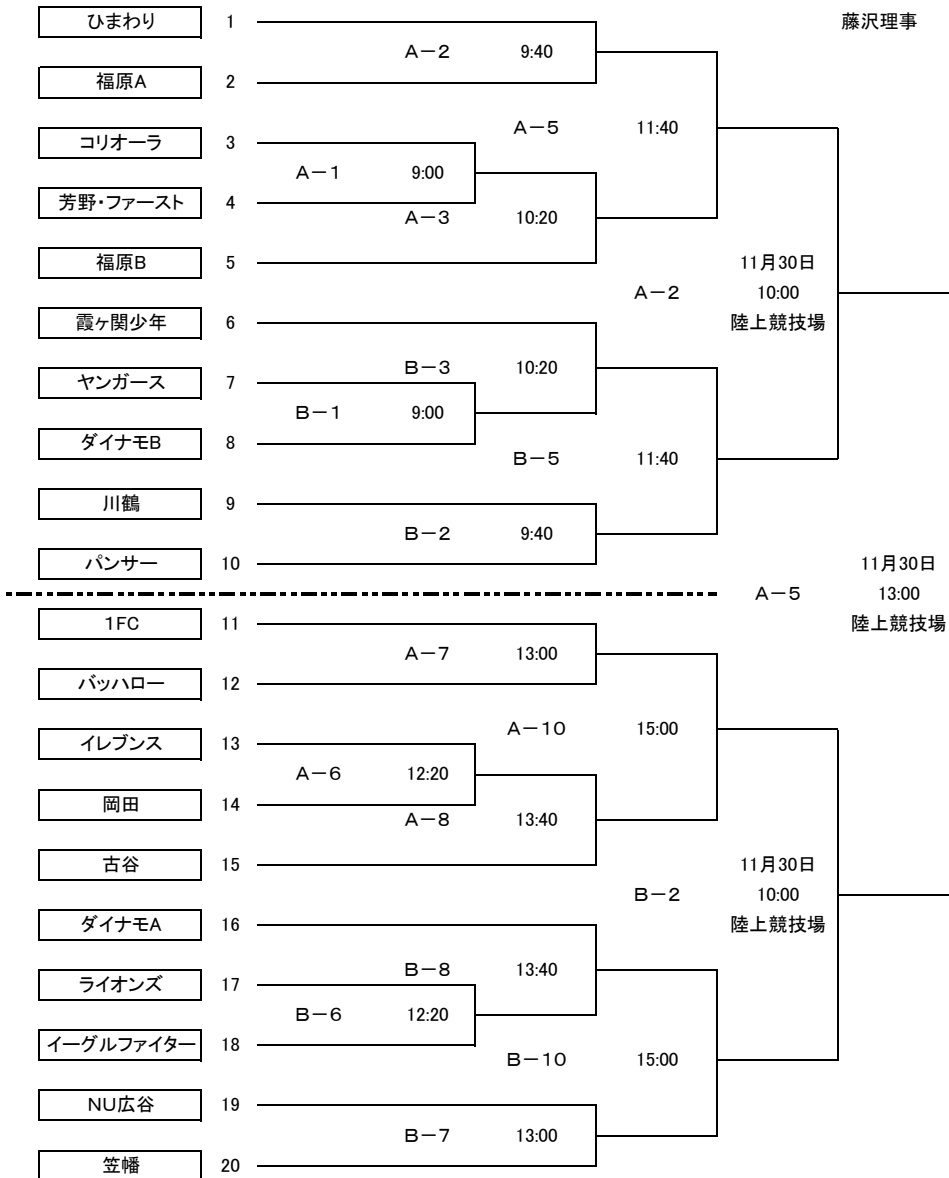 ひまわり 1 藤沢理事
A-2 9:40
福原A 2
A-5 11:40
コリオーラ 3
A-1 9:00
芳野・ファースト 4
A-3 10:20
福原B 5 11月30日
A-2 10:00
霞ヶ関少年 6 陸上競技場
B-3 10:20
ヤンガース 7
B-1 9:00
ダイナモB 8
B-5 11:40
川鶴 9
B-2 9:40
パンサー 10 11月30日
A-5 13:00
1FC 11 陸上競技場
A-7 13:00
バッハロー 12
A-10 15:00
イレブンス 13
A-6 12:20
岡田 14
A-8 13:40
古谷 15 11月30日
B-2 10:00
ダイナモA 16 陸上競技場
B-8 13:40
ライオンズ 17
B-6 12:20
イーグルファイター 18
B-10 15:00
NU広谷 19
B-7 13:00
笠幡 20